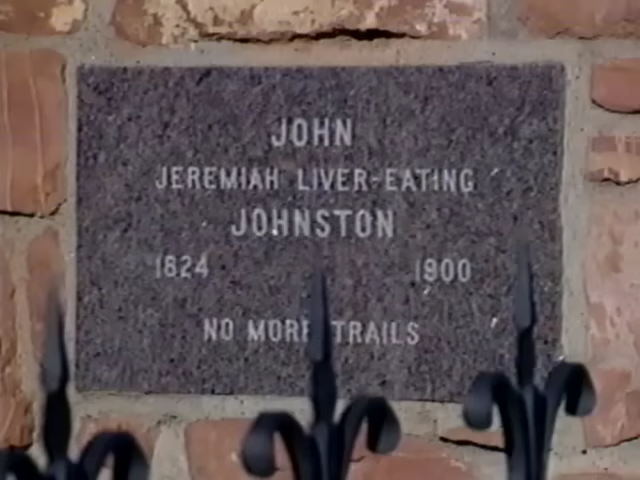 JOHN
JEREMIAH LIVER-EATING
JOHNSTON
1824 1900
NO MORE TRAILS